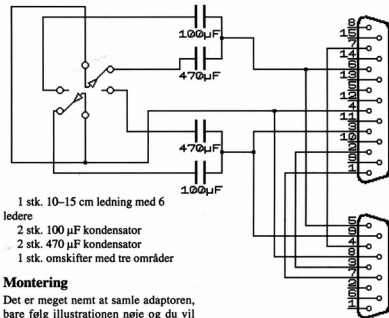 100µF
470µF
470µF
100µF
8
15
7
14
6
13
5
12
4
11
3
10
2
9
1
5
9
4
8
3
7
2
6
1
1 stk. 10–15 cm ledning med 6
ledere
2 stk. 100 µF kondensator
2 stk. 470 µF kondensator
1 stk. omskifter med tre områder
Montering
Det er meget nemt at samle adaptoren,
bare følg illustrationen nøje og du vil